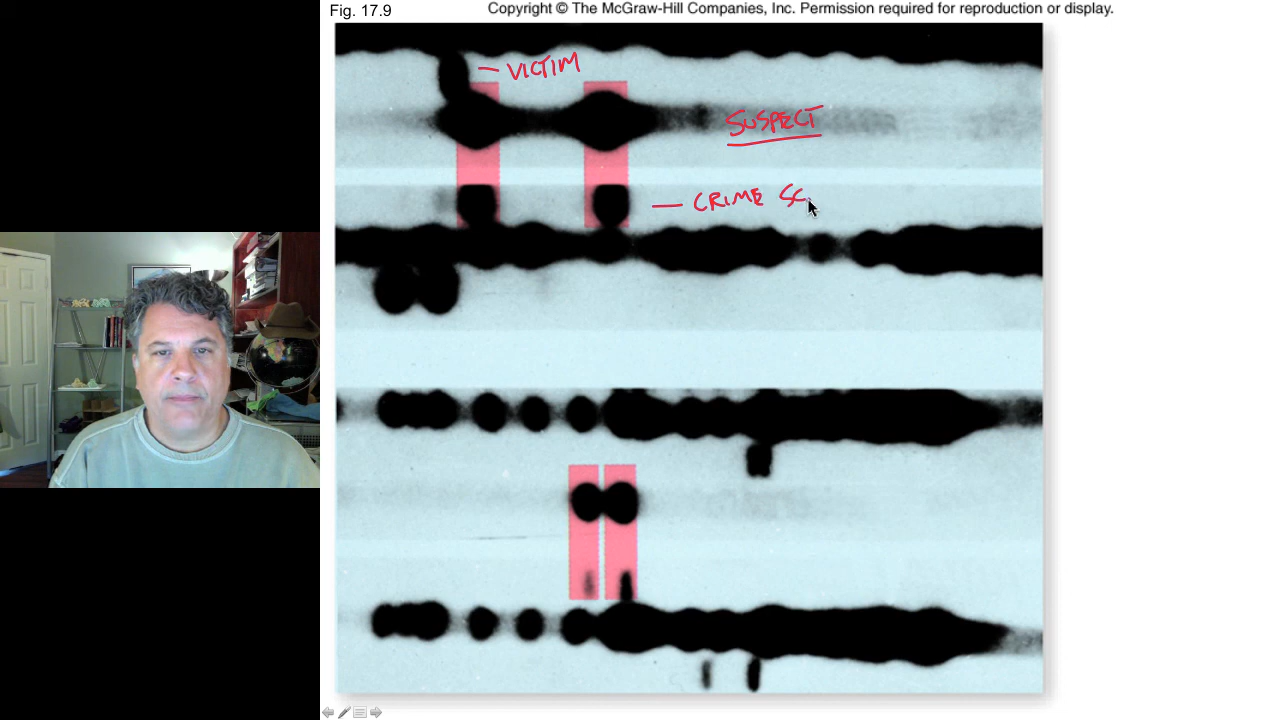 Fig. 17.9
Copyright © The McGraw-Hill Companies, Inc. Permission required for reproduction or display.
— VICTIM
SUSPECT
— CRIME SC